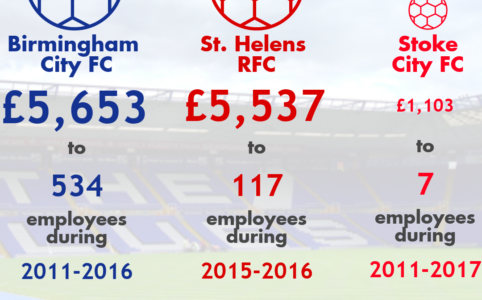 Birmingham
City FC
£5,653
to
534
employees
during
2011-2016
St. Helens
RFC
£5,537
to
117
employees
during
2015-2016
Stoke
City FC
£1,103
to
7
employees
during
2011-2017
THE